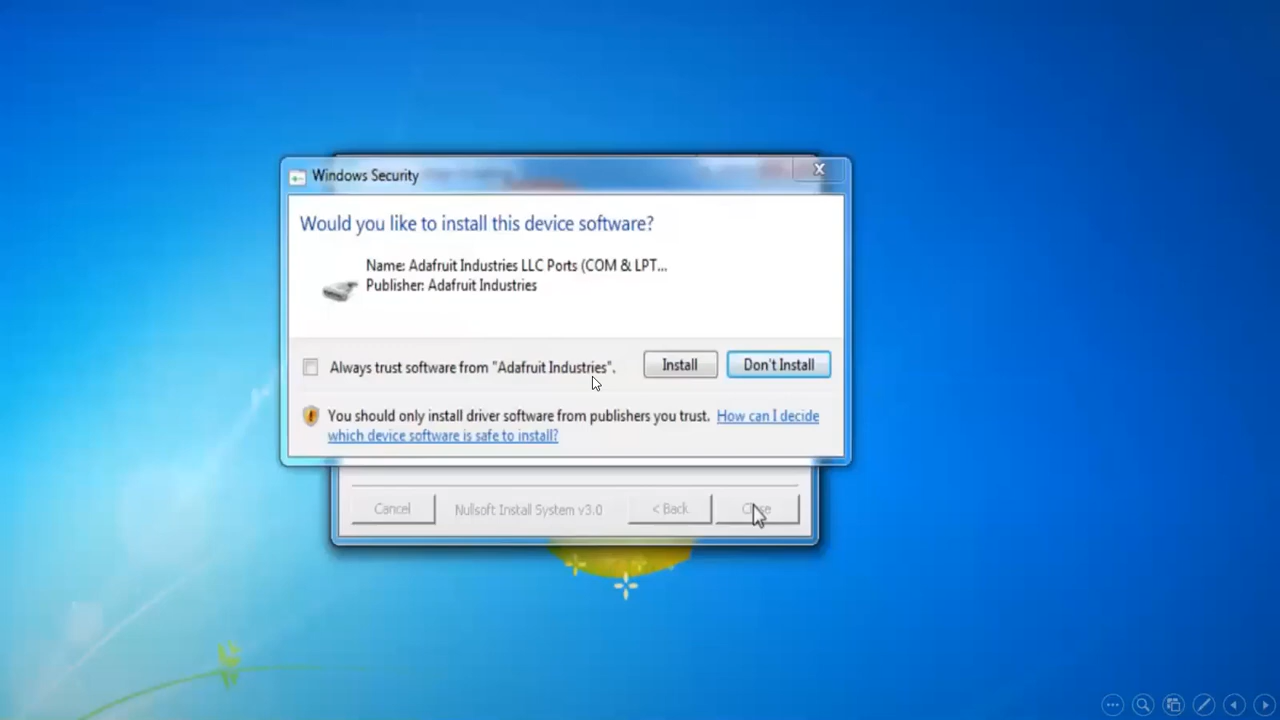 Windows Security
Would you like to install this device software?
Name: Adafruit Industries LLC Ports (COM & LPT...
Publisher: Adafruit Industries
Always trust software from "Adafruit Industries".
Install
Don't Install
You should only install driver software from publishers you trust. How can I decide
which device software is safe to install?
Cancel
Nullsoft Install System v3.0
< Back